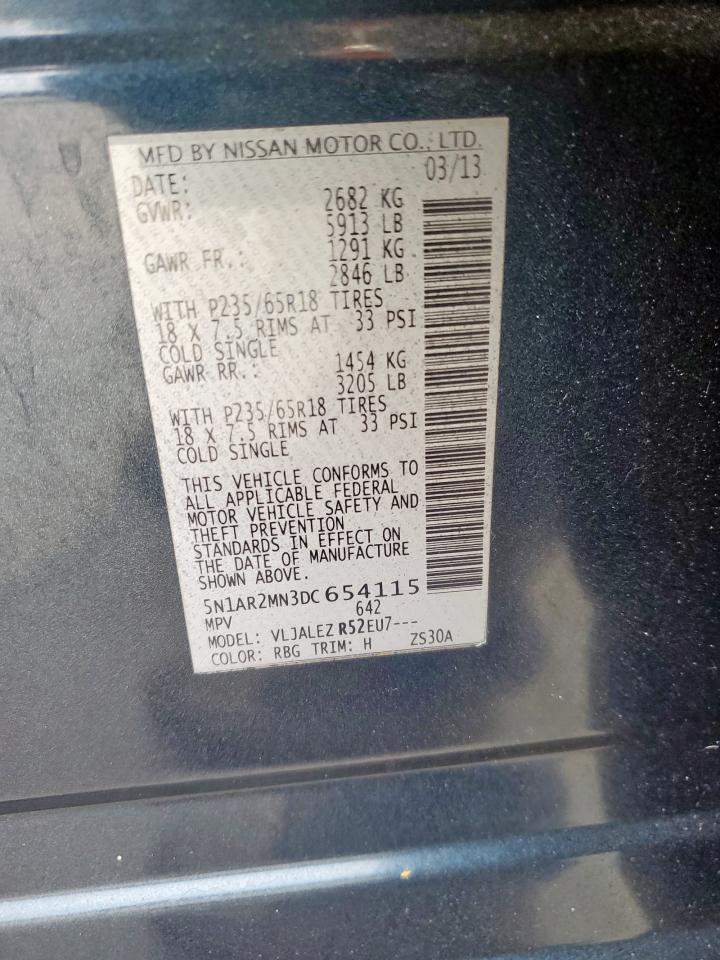 MFD BY NISSAN MOTOR CO., LTD.
DATE: 03/13
GVWR: 2682 KG
5913 LB
GAWR FR.: 1291 KG
2846 LB
WITH P235/65R18 TIRES
18 X 7.5 RIMS AT 33 PSI
COLD SINGLE
GAWR RR.: 1454 KG
3205 LB
WITH P235/65R18 TIRES
18 X 7.5 RIMS AT 33 PSI
COLD SINGLE
THIS VEHICLE CONFORMS TO
ALL APPLICABLE FEDERAL
MOTOR VEHICLE SAFETY AND
THEFT PREVENTION
STANDARDS IN EFFECT ON
THE DATE OF MANUFACTURE
SHOWN ABOVE.
5N1AR2MN3DC654115
MPV 642
MODEL: VLJALEZ R52EU7---
COLOR: RBG TRIM: H ZS30A